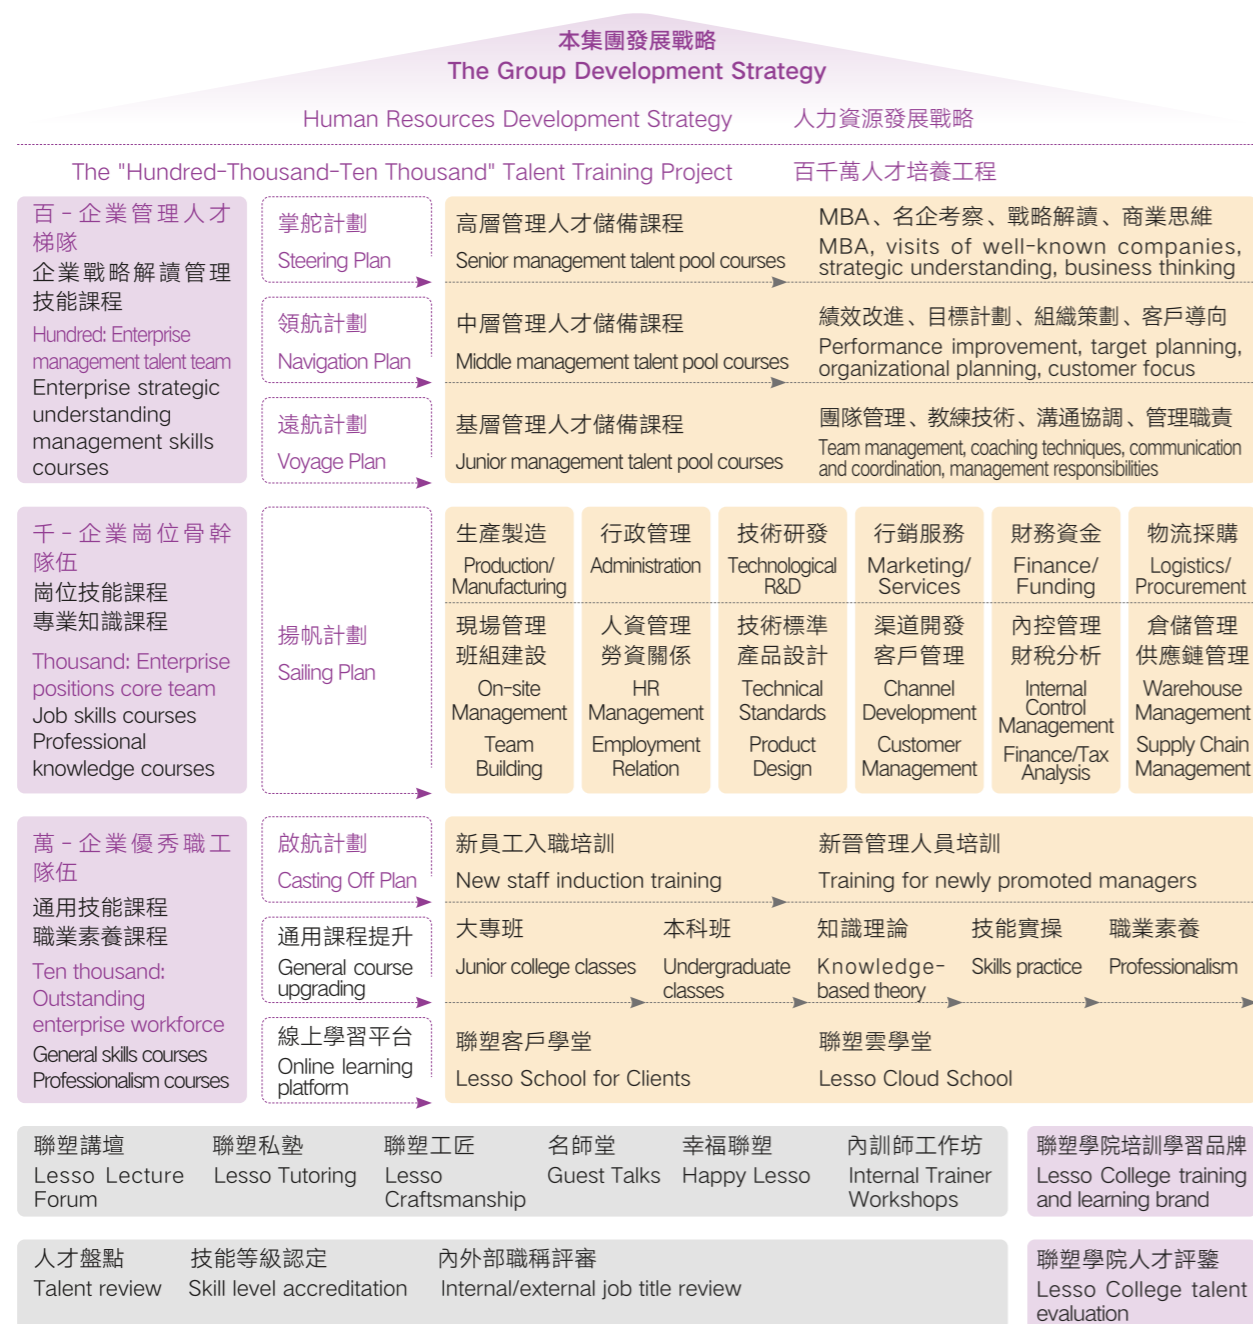 本集團發展戰略
The Group Development Strategy
Human Resources Development Strategy 人力資源發展戰略
The "Hundred-Thousand-Ten Thousand" Talent Training Project 百千萬人才培養工程
百-企業管理人才
梯隊
企業戰略解讀管理
技能課程
Hundred: Enterprise
management talent team
Enterprise strategic
understanding
management skills
courses
掌舵計劃
Steering Plan
高層管理人才儲備課程
Senior management talent pool courses
MBA、名企考察、戰略解讀、商業思維
MBA, visits of well-known companies,
strategic understanding, business thinking
領航計劃
Navigation Plan
中層管理人才儲備課程
Middle management talent pool courses
績效改進、目標計劃、組織策劃、客戶導向
Performance improvement, target planning,
organizational planning, customer focus
遠航計劃
Voyage Plan
基層管理人才儲備課程
Junior management talent pool courses
團隊管理、教練技術、溝通協調、管理職責
Team management, coaching techniques, communication
and coordination, management responsibilities
千-企業崗位骨幹
隊伍
崗位技能課程
專業知識課程
Thousand: Enterprise
positions core team
Job skills courses
Professional
knowledge courses
揚帆計劃
Sailing Plan
生產製造
Production/
Manufacturing
現場管理
班組建設
On-site
Management
Team
Building
行政管理
Administration
人資管理
勞資關係
HR
Management
Employment
Relation
技術研發
Technological
R&D
技術標準
產品設計
Technical
Standards
Product
Design
行銷服務
Marketing/
Services
渠道開發
客戶管理
Channel
Development
Customer
Management
財務資金
Finance/
Funding
內控管理
財稅分析
Internal
Control
Management
Finance/Tax
Analysis
物流採購
Logistics/
Procurement
倉儲管理
供應鏈管理
Warehouse
Management
Supply Chain
Management
萬-企業優秀職工
隊伍
通用技能課程
職業素養課程
Ten thousand:
Outstanding
enterprise workforce
General skills courses
Professionalism courses
啟航計劃
Casting Off Plan
新員工入職培訓
New staff induction training
新晉管理人員培訓
Training for newly promoted managers
通用課程提升
General course
upgrading
大專班
Junior college classes
本科班
Undergraduate
classes
知識理論
Knowledge-
based theory
技能實操
Skills practice
職業素養
Professionalism
線上學習平台
Online learning
platform
聯塑客戶學堂
Lesso School for Clients
聯塑雲學堂
Lesso Cloud School
聯塑講壇
Lesso Lecture
Forum
聯塑私塾
Lesso Tutoring
聯塑工匠
Lesso
Craftsmanship
名師堂
Guest Talks
幸福聯塑
Happy Lesso
內訓師工作坊
Internal Trainer
Workshops
聯塑學院培訓學習品牌
Lesso College training
and learning brand
人才盤點
Talent review
技能等級認定
Skill level accreditation
內外部職稱評審
Internal/external job title review
聯塑學院人才評鑒
Lesso College talent
evaluation